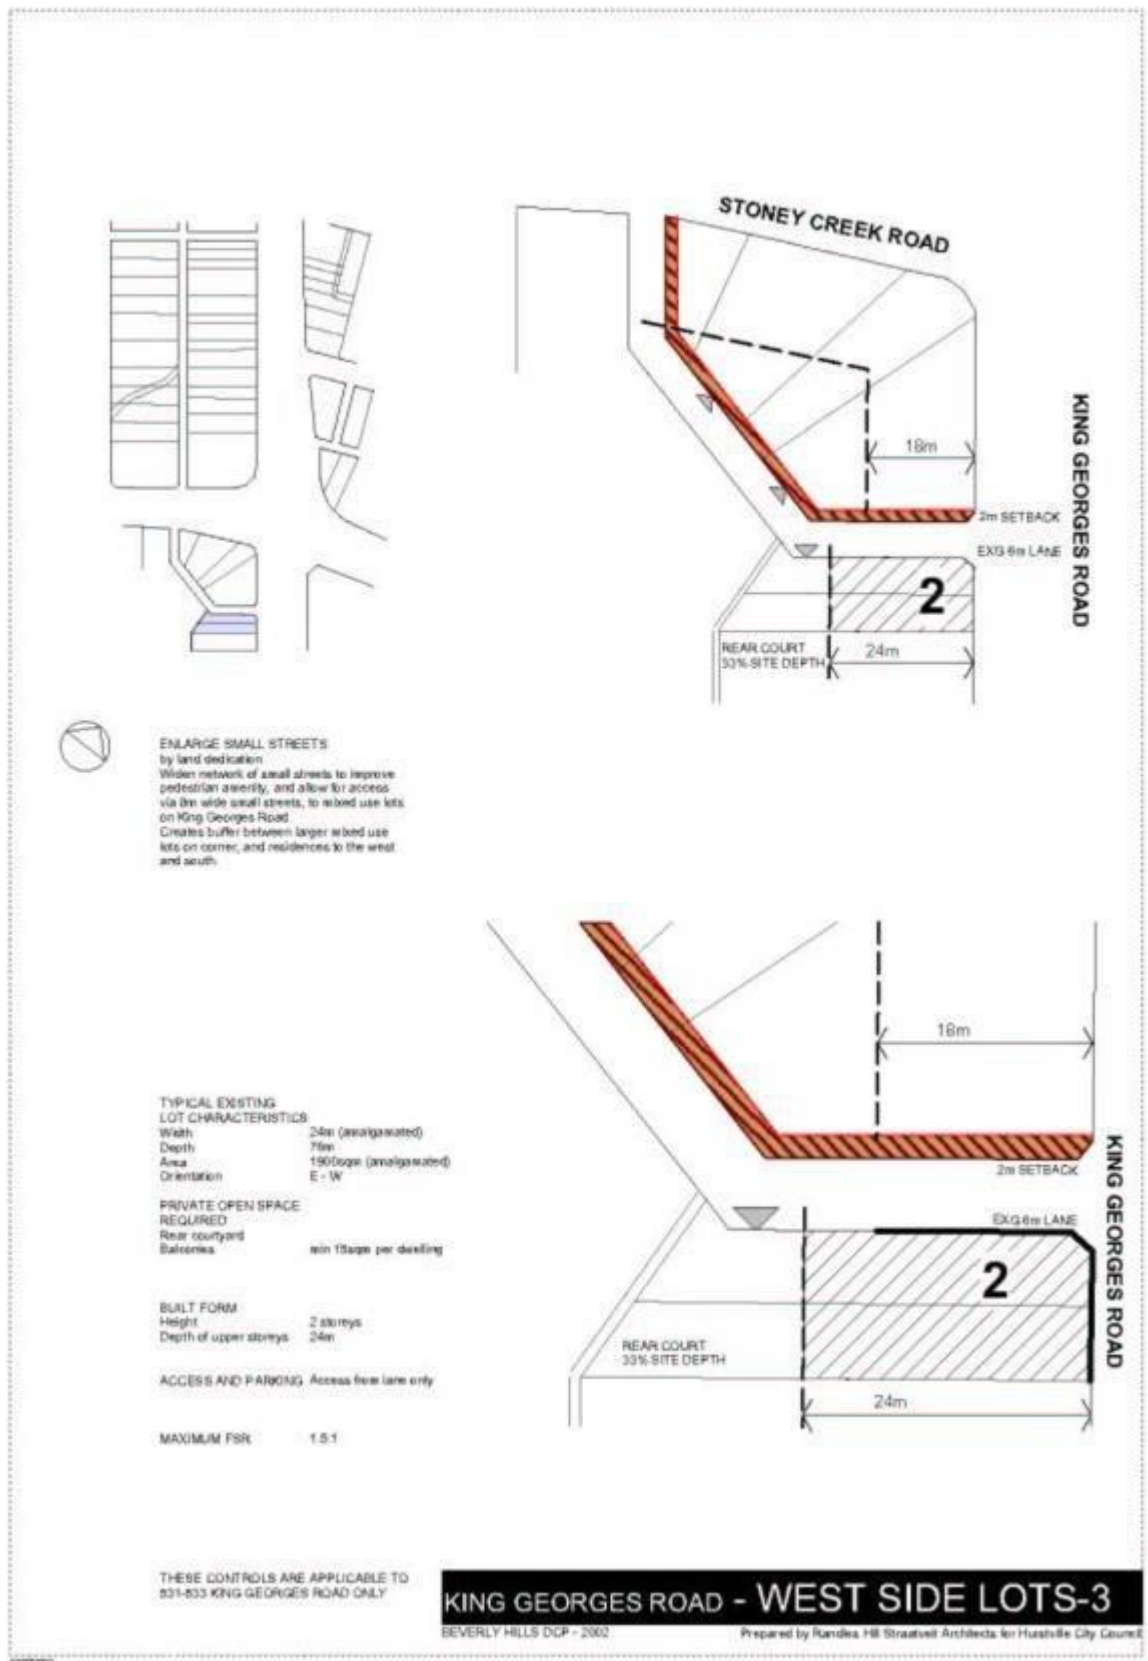 STONEY CREEK ROAD
KING GEORGES ROAD
18m
2m SETBACK
EXG 6m LANE
2
REAR COURT
33% SITE DEPTH
24m
ENLARGE SMALL STREETS
by land dedication
Widen network of small streets to improve
pedestrian amenity, and allow for access
via 8m wide small streets, to mixed use lots
on King Georges Road
Creates buffer between larger mixed use
lots on corner, and residences to the west
and south
18m
2m SETBACK
KING GEORGES ROAD
EXG 6m LANE
2
REAR COURT
33% SITE DEPTH
24m
TYPICAL EXISTING
LOT CHARACTERISTICS
Width 24m (amalgamated)
Depth
Area 1900sqm (amalgamated)
Orientation E - W
PRIVATE OPEN SPACE
REQUIRED
Rear courtyard
Balconies min 15sqm per dwelling
BUILT FORM
Height 2 storeys
Depth of upper storeys 24m
ACCESS AND PARKING Access from lane only
MAXIMUM FSR 1.5:1
THESE CONTROLS ARE APPLICABLE TO
831-833 KING GEORGES ROAD ONLY
KING GEORGES ROAD - WEST SIDE LOTS-3
BEVERLY HILLS DCP - 2002 Prepared by Hill Architects for Hurstville City Council